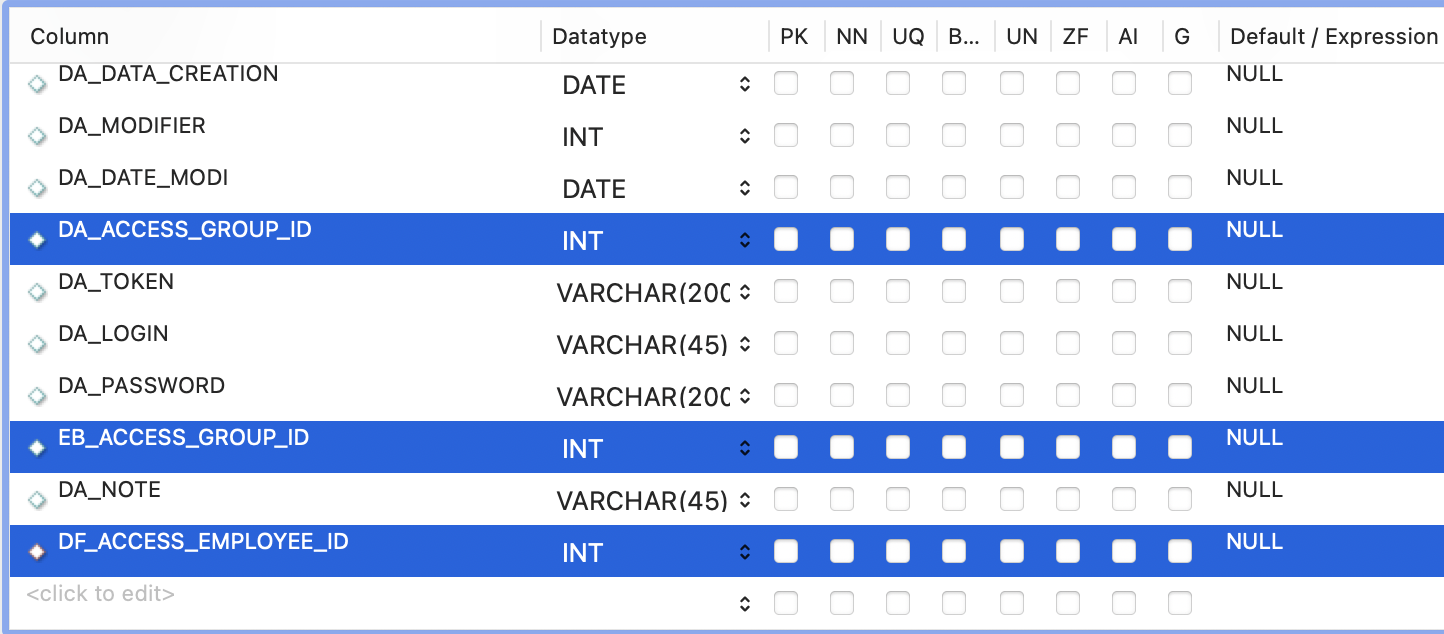 Column Datatype PK NN UQ B... UN ZF AI G Default / Expression
DA_DATA_CREATION DATE NULL
DA_MODIFIER INT NULL
DA_DATE_MODI DATE NULL
DA_ACCESS_GROUP_ID INT NULL
DA_TOKEN VARCHAR(200 NULL
DA_LOGIN VARCHAR(45) NULL
DA_PASSWORD VARCHAR(200 NULL
EB_ACCESS_GROUP_ID INT NULL
DA_NOTE VARCHAR(45) NULL
DF_ACCESS_EMPLOYEE_ID INT NULL
<click to edit>